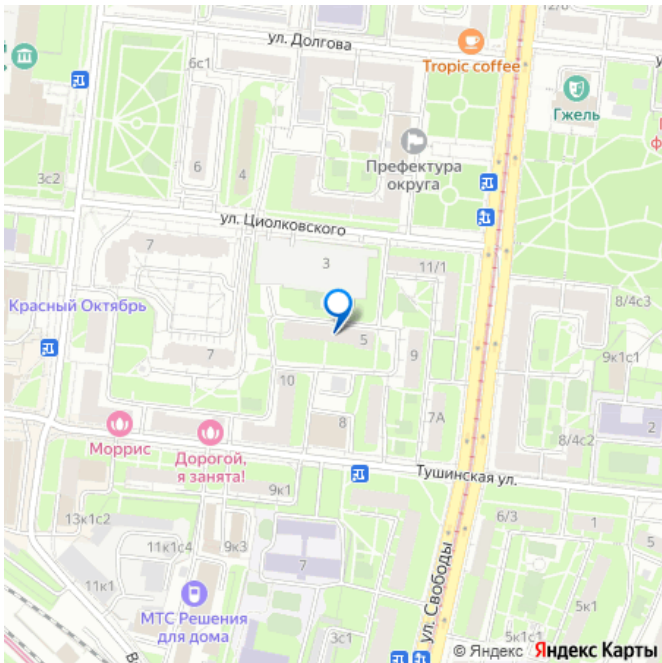 12/6
ул. Долгова
Tropic coffee
6с1
Гжель
Префектура
округа
6
4
3с2
ул. Циолковского
7
3
11/1
8/4с3
Красный Октябрь
5
7
9
9к1с1
10
8
7А
2
Моррис
Дорогой,
я занята!
8/4с2
Тушинская ул.
9к1
13к1с2
6/3
1
11к1с4
9к3
7
5
11к1
ул. Свободы
МТС Решения
для дома
5к1
3с1
5к1с1
© Яндекс Яндекс Карты